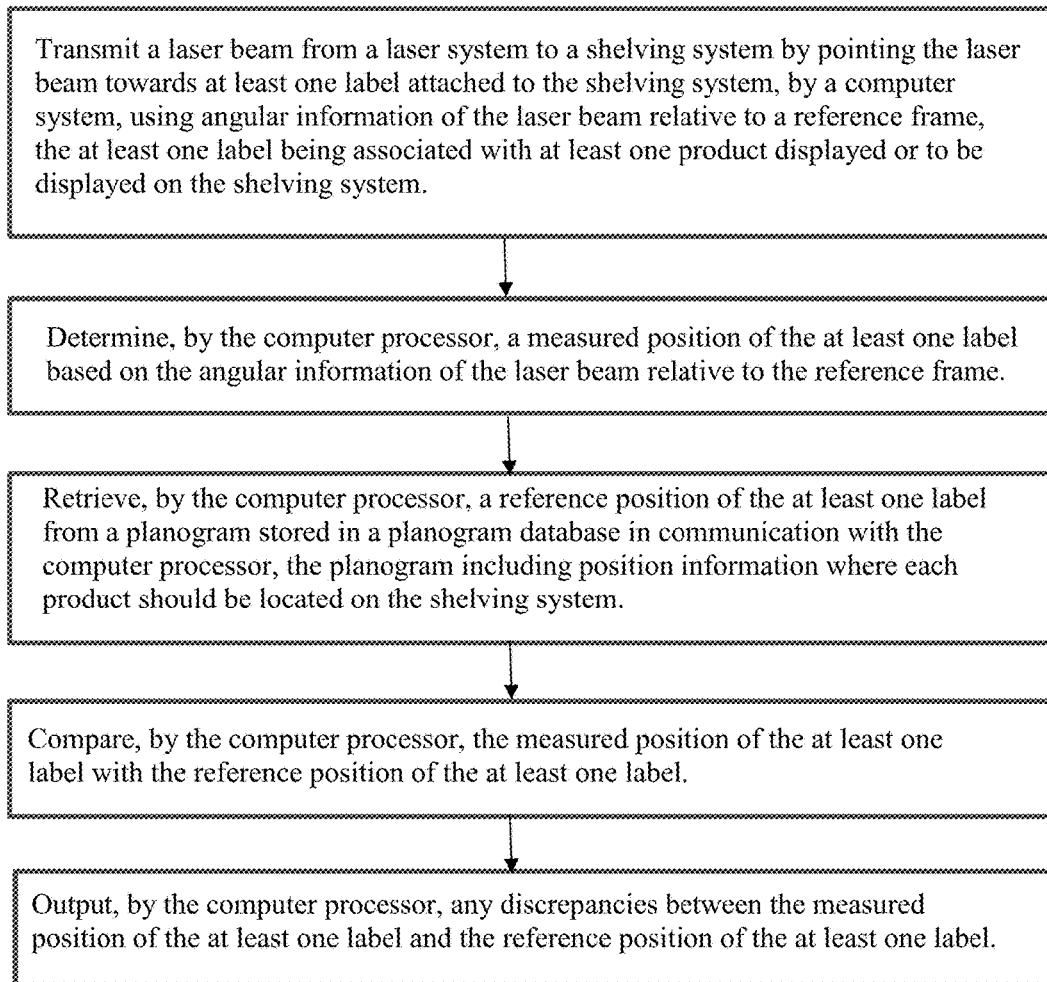 Transmit a laser beam from a laser system to a shelving system by pointing the laser
beam towards at least one label attached to the shelving system, by a computer
system, using angular information of the laser beam relative to a reference frame,
the at least one label being associated with at least one product displayed or to be
displayed on the shelving system.
Determine, by the computer processor, a measured position of the at least one label
based on the angular information of the laser beam relative to the reference frame.
Retrieve, by the computer processor, a reference position of the at least one label
from a planogram stored in a planogram database in communication with the
computer processor, the planogram including position information where each
product should be located on the shelving system.
Compare, by the computer processor, the measured position of the at least one
label with the reference position of the at least one label.
Output, by the computer processor, any discrepancies between the measured
position of the at least one label and the reference position of the at least one label.